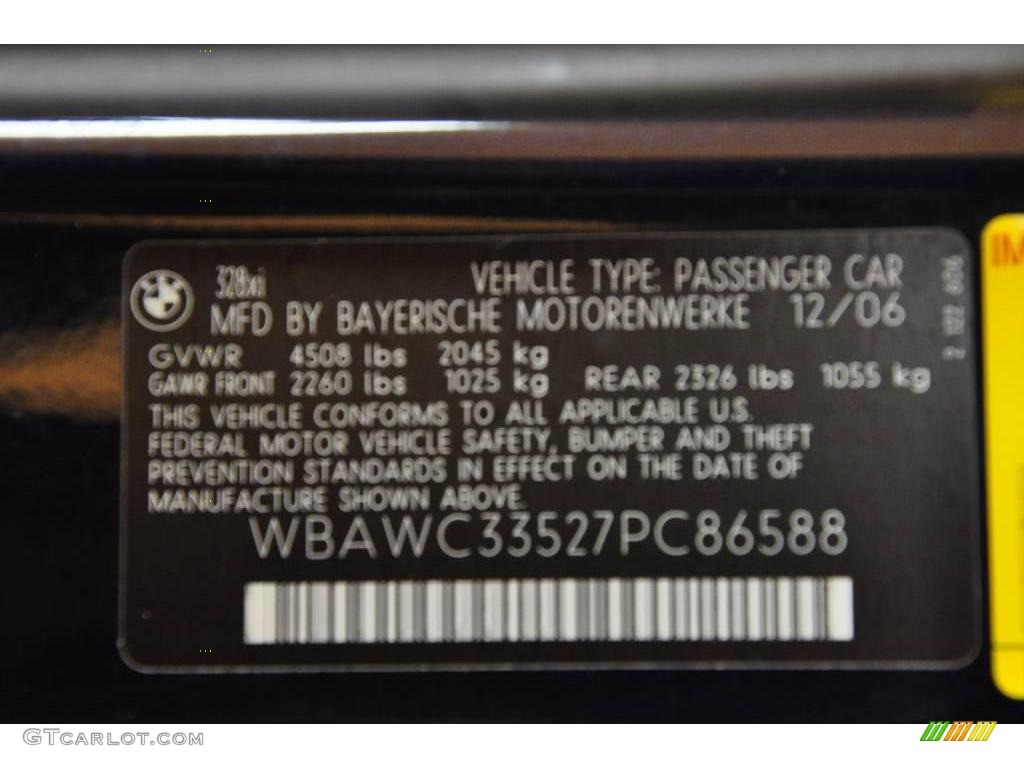 328xi VEHICLE TYPE: PASSENGER CAR
MFD BY BAYERISCHE MOTORENWERKE 12/06
GVWR 4508 lbs 2045 kg
GAWR FRONT 2260 lbs 1025 kg REAR 2326 lbs 1055 kg
THIS VEHICLE CONFORMS TO ALL APPLICABLE U.S.
FEDERAL MOTOR VEHICLE SAFETY, BUMPER AND THEFT
PREVENTION STANDARDS IN EFFECT ON THE DATE OF
MANUFACTURE SHOWN ABOVE.
WBAWC33527PC86588
IM
GTCARLOT.COM